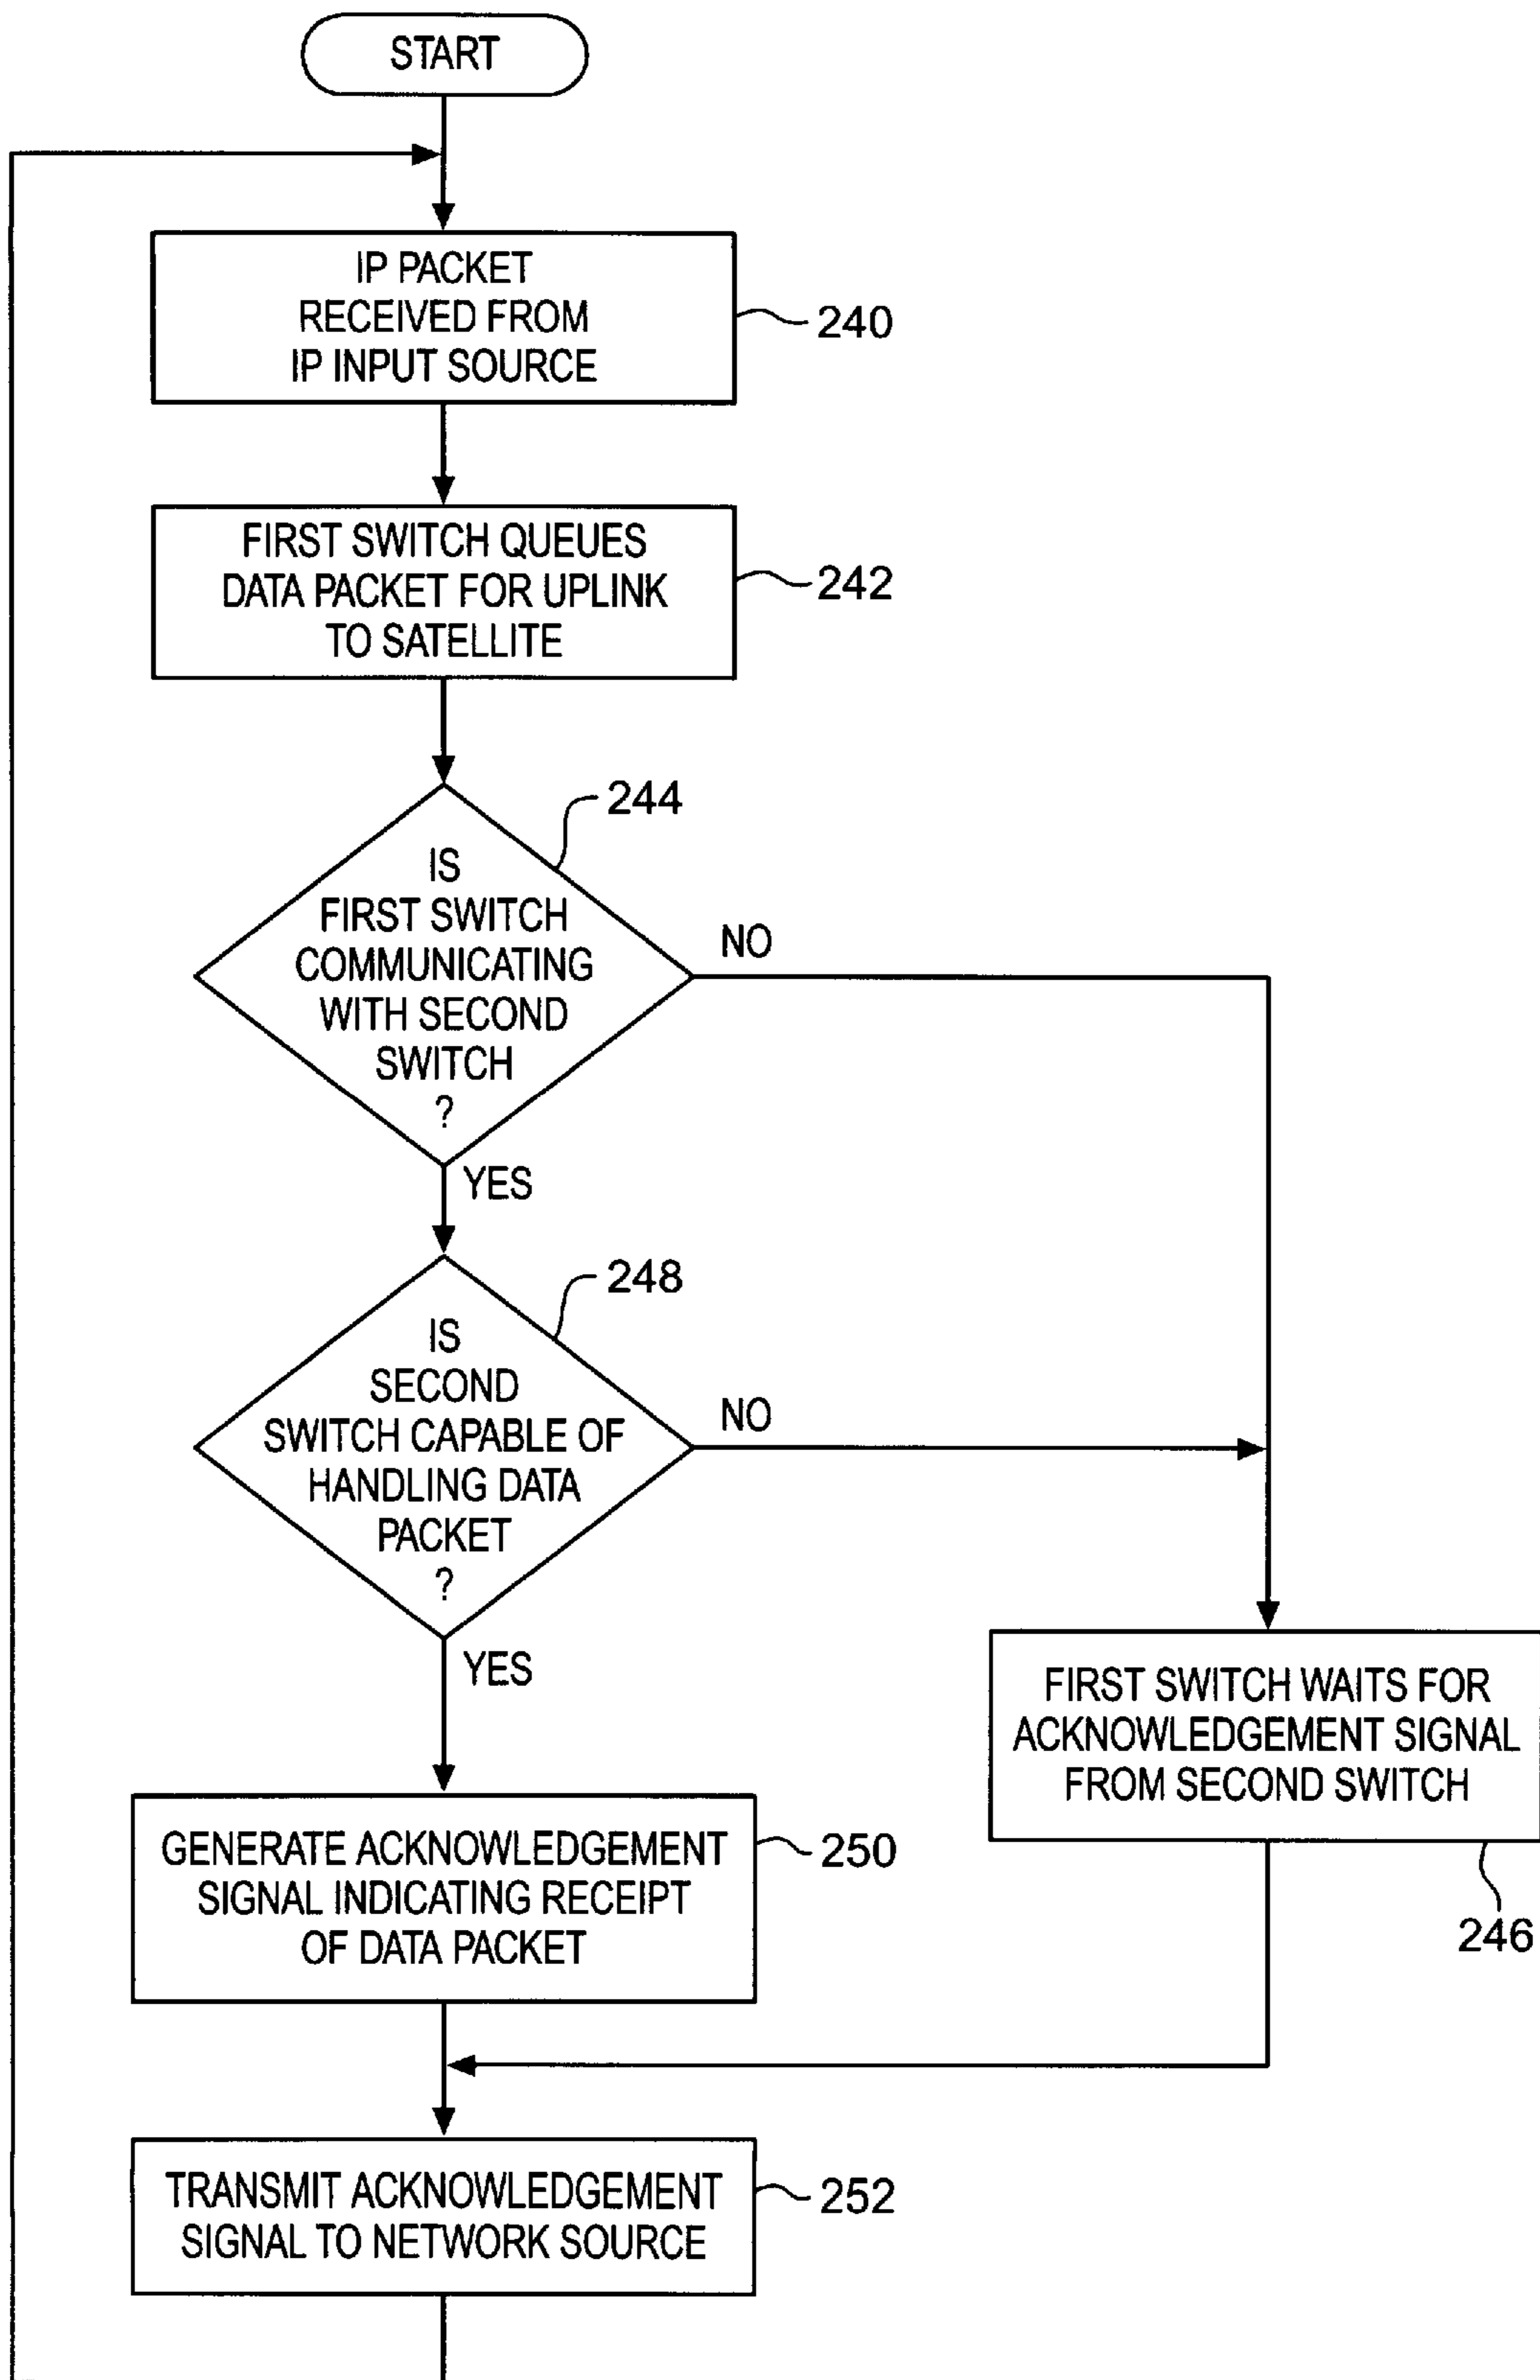 START
IP PACKET
RECEIVED FROM
IP INPUT SOURCE
240
FIRST SWITCH QUEUES
DATA PACKET FOR UPLINK
TO SATELLITE
242
244
IS
FIRST SWITCH
COMMUNICATING
WITH SECOND
SWITCH
?
NO
YES
248
IS
SECOND
SWITCH CAPABLE OF
HANDLING DATA
PACKET
?
NO
YES
FIRST SWITCH WAITS FOR
ACKNOWLEDGEMENT SIGNAL
FROM SECOND SWITCH
246
GENERATE ACKNOWLEDGEMENT
SIGNAL INDICATING RECEIPT
OF DATA PACKET
250
TRANSMIT ACKNOWLEDGEMENT
SIGNAL TO NETWORK SOURCE
252